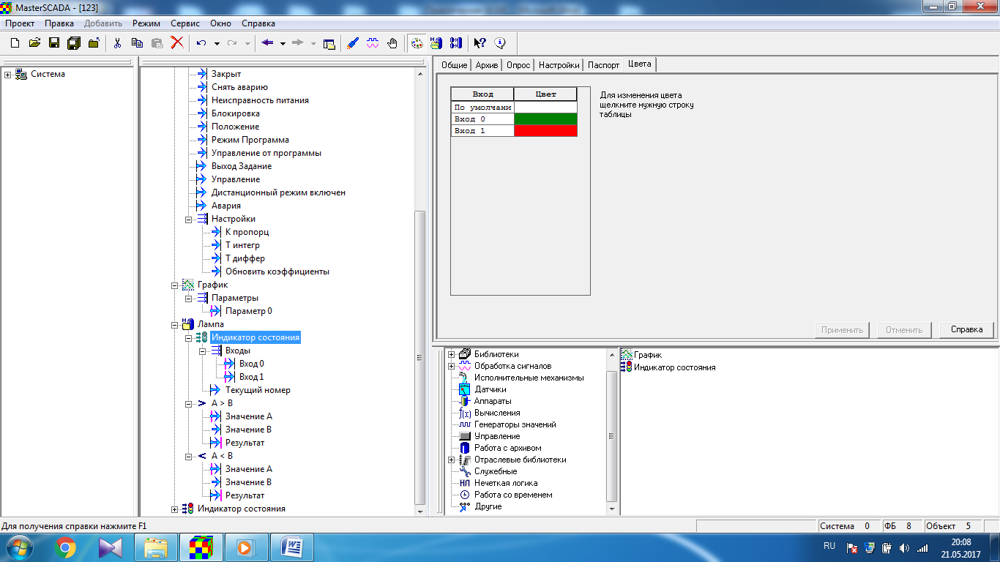 MasterSCADA - [123]
Проект Правка Добавить Режим Сервис Окно Справка
Система
Закрыт
Снять аварию
Неисправность питания
Блокировка
Положение
Режим Программа
Управление от программы
Выход Задание
Управление
Дистанционный режим включен
Авария
Настройки
К пропорц
Т интегр
Т диффер
Обновить коэффициенты
График
Параметры
Параметр 0
Лампа
Индикатор состояния
Входы
Вход 0
Вход 1
Текущий номер
> A > B
Значение A
Значение B
Результат
< A < B
Значение A
Значение B
Результат
Индикатор состояния
Общие Архив Опрос Настройки Паспорт Цвета
Вход Цвет
По умолчани
Вход 0
Вход 1
Для изменения цвета
щелкните нужную строку
таблицы
Применить Отменить Справка
Библиотеки
Обработка сигналов
Исполнительные механизмы
Датчики
Аппараты
f(x) Вычисления
Генераторы значений
Управление
Работа с архивом
Отраслевые библиотеки
Служебные
НЛ Нечеткая логика
Работа со временем
Другие
График
Индикатор состояния
Для получения справки нажмите F1
Система 0 ФБ 8 Объект 5
RU
20:08
21.05.2017